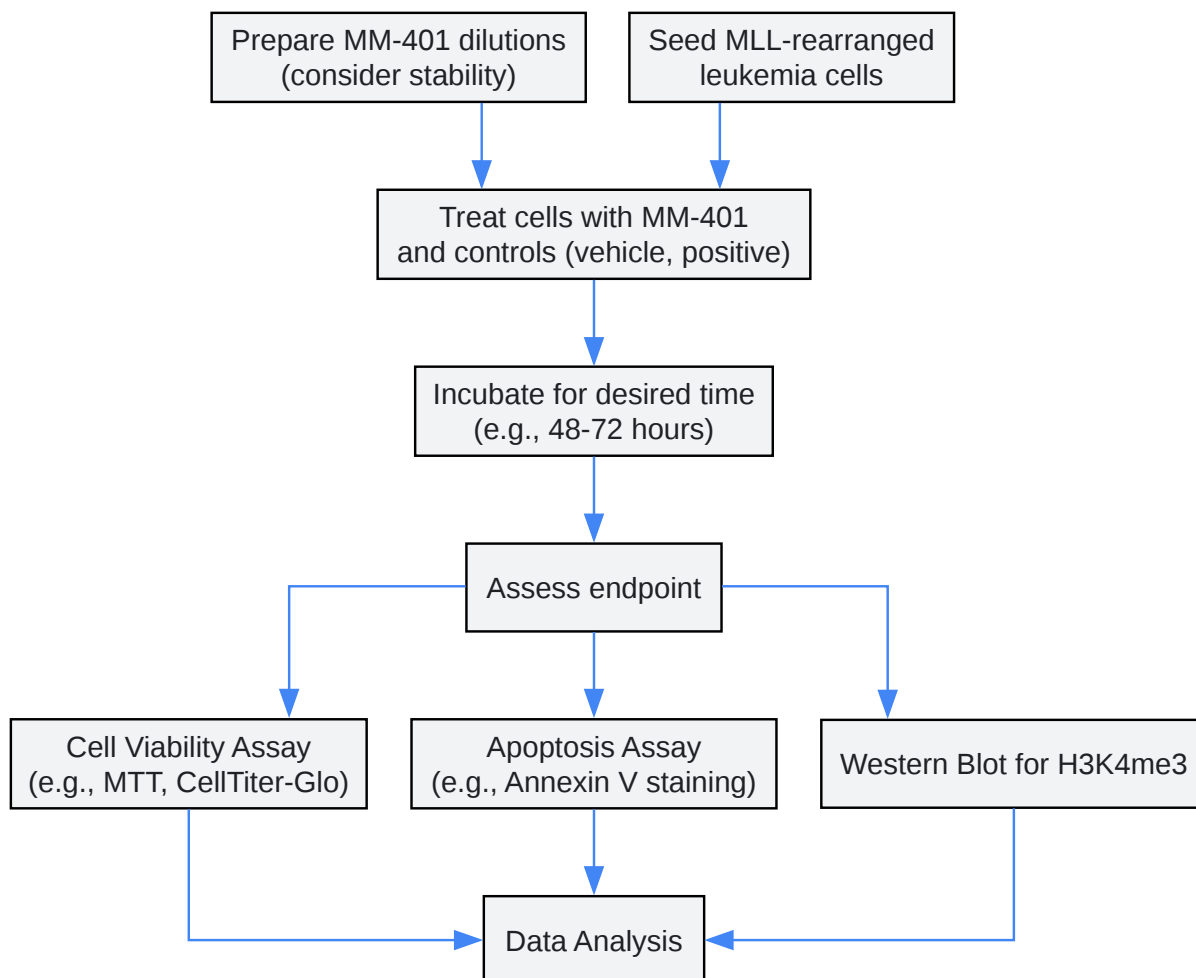 Prepare MM-401 dilutions
(consider stability)
Seed MLL-rearranged
leukemia cells
Treat cells with MM-401
and controls (vehicle, positive)
Incubate for desired time
(e.g., 48-72 hours)
Assess endpoint
Cell Viability Assay
(e.g., MTT, CellTiter-Glo)
Apoptosis Assay
(e.g., Annexin V staining)
Western Blot for H3K4me3
Data Analysis